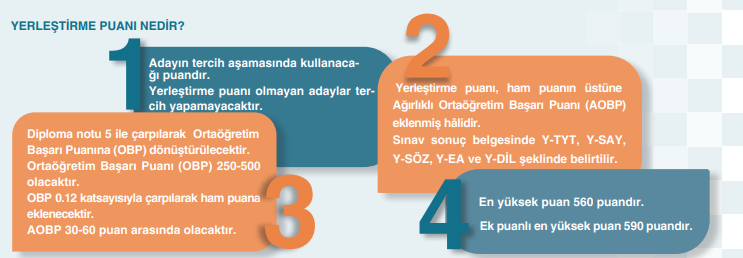 YERLEŞTİRME PUANI NEDİR?
1
Adayın tercih aşamasında kullanaca-
ğı puandır.
Yerleştirme puanı olmayan adaylar ter-
cih yapamayacaktır.
2
Yerleştirme puanı, ham puanın üstüne
Ağırlıklı Ortaöğretim Başarı Puanı (AOBP)
eklenmiş hâlidir.
Sınav sonuç belgesinde Y-TYT, Y-SAY,
Y-SÖZ, Y-EA ve Y-DİL şeklinde belirtilir.
Diploma notu 5 ile çarpılarak Ortaöğretim
Başarı Puanına (OBP) dönüştürülecektir.
Ortaöğretim Başarı Puanı (OBP) 250-500
olacaktır.
OBP 0.12 katsayısıyla çarpılarak ham puana
eklenecektir.
AOBP 30-60 puan arasında olacaktır.
3
4
En yüksek puan 560 puandır.
Ek puanlı en yüksek puan 590 puandır.